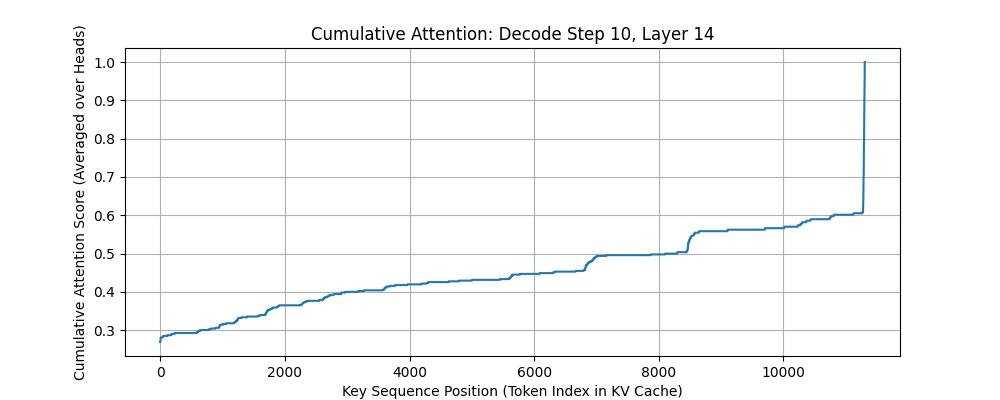 Cumulative Attention: Decode Step 10, Layer 14
Cumulative Attention Score (Averaged over Heads)
1.0
0.9
0.8
0.7
0.6
0.5
0.4
0.3
0 2000 4000 6000 8000 10000
Key Sequence Position (Token Index in KV Cache)